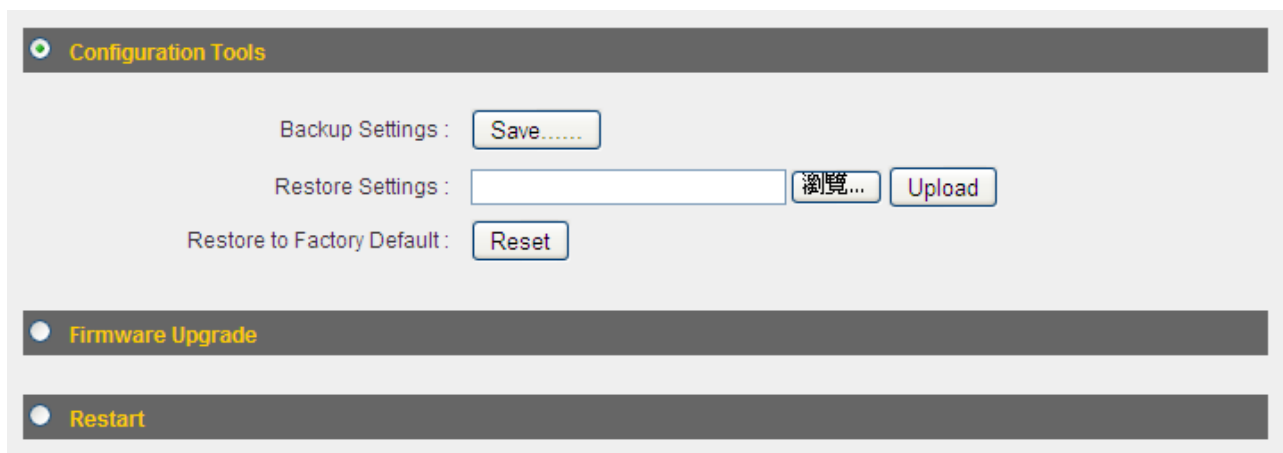 Configuration Tools
Backup Settings : Save......
Restore Settings : 瀏覽... Upload
Restore to Factory Default : Reset
Firmware Upgrade
Restart